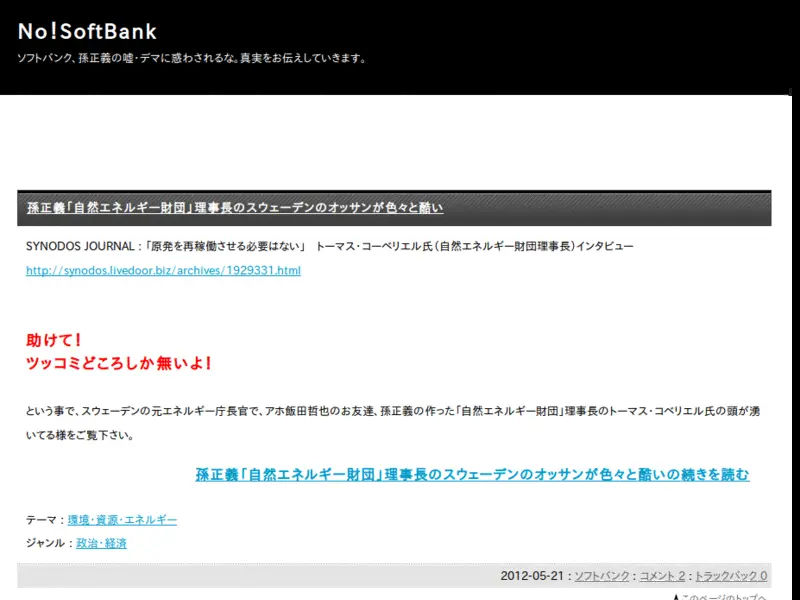 No!SoftBank
ソフトバンク、孫正義の嘘・デマに惑わされるな。真実をお伝えしていきます。
孫正義「自然エネルギー財団」理事長のスウェーデンのオッサンが色々と酷い
SYNODOS JOURNAL : 「原発を再稼働させる必要はない」　トーマス・コーベリエル氏（自然エネルギー財団理事長）インタビュー
http://synodos.livedoor.biz/archives/1929331.html
助けて！
ツッコミどころしか無いよ！
という事で、スウェーデンの元エネルギー庁長官で、アホ飯田哲也のお友達、孫正義の作った「自然エネルギー財団」理事長のトーマス・コベリエル氏の頭が湧
いてる様をご覧下さい。
孫正義「自然エネルギー財団」理事長のスウェーデンのオッサンが色々と酷いの続きを読む
テーマ : 環境・資源・エネルギー
ジャンル : 政治・経済
2012-05-21 : ソフトバンク : コメント 2 : トラックバック 0
▲このページのトップへ